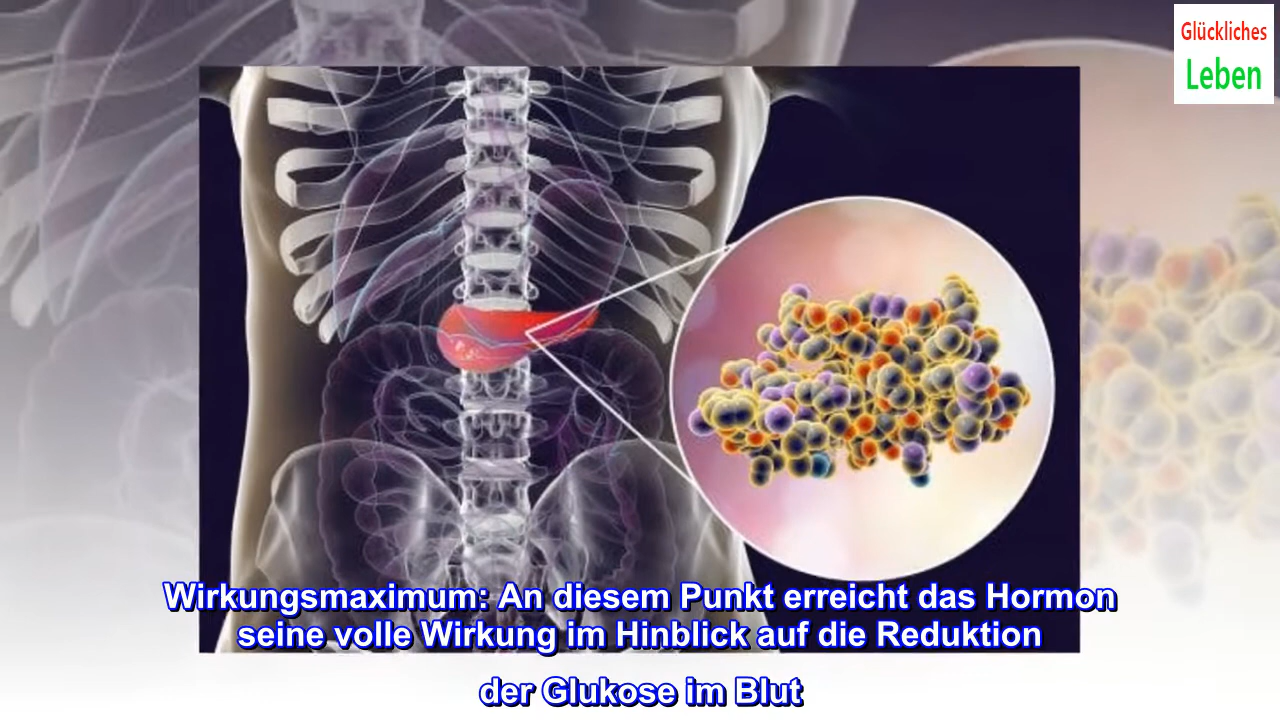 Glückliches
Leben
Wirkungsmaximum: An diesem Punkt erreicht das Hormon
seine volle Wirkung im Hinblick auf die Reduktion
der Glukose im Blut